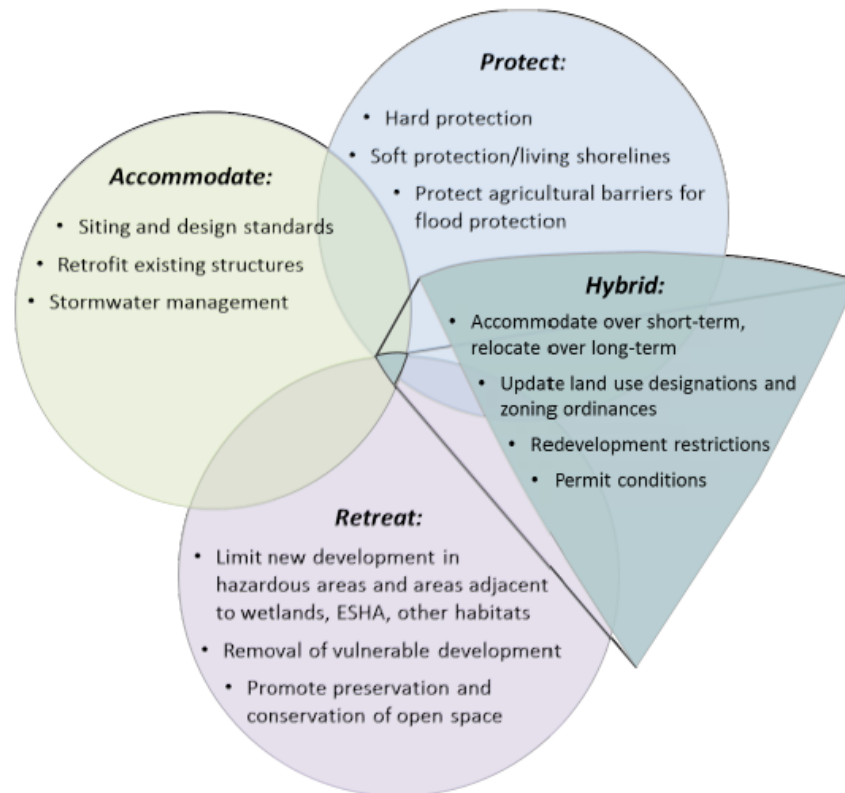 Protect:
• Hard protection
• Soft protection/living shorelines
• Protect agricultural barriers for
flood protection
Accommodate:
• Siting and design standards
• Retrofit existing structures
• Stormwater management
Hybrid:
• Accommodate over short-term,
relocate over long-term
• Update land use designations and
zoning ordinances
• Redevelopment restrictions
• Permit conditions
Retreat:
• Limit new development in
hazardous areas and areas adjacent
to wetlands, ESHA, other habitats
• Removal of vulnerable development
• Promote preservation and
conservation of open space